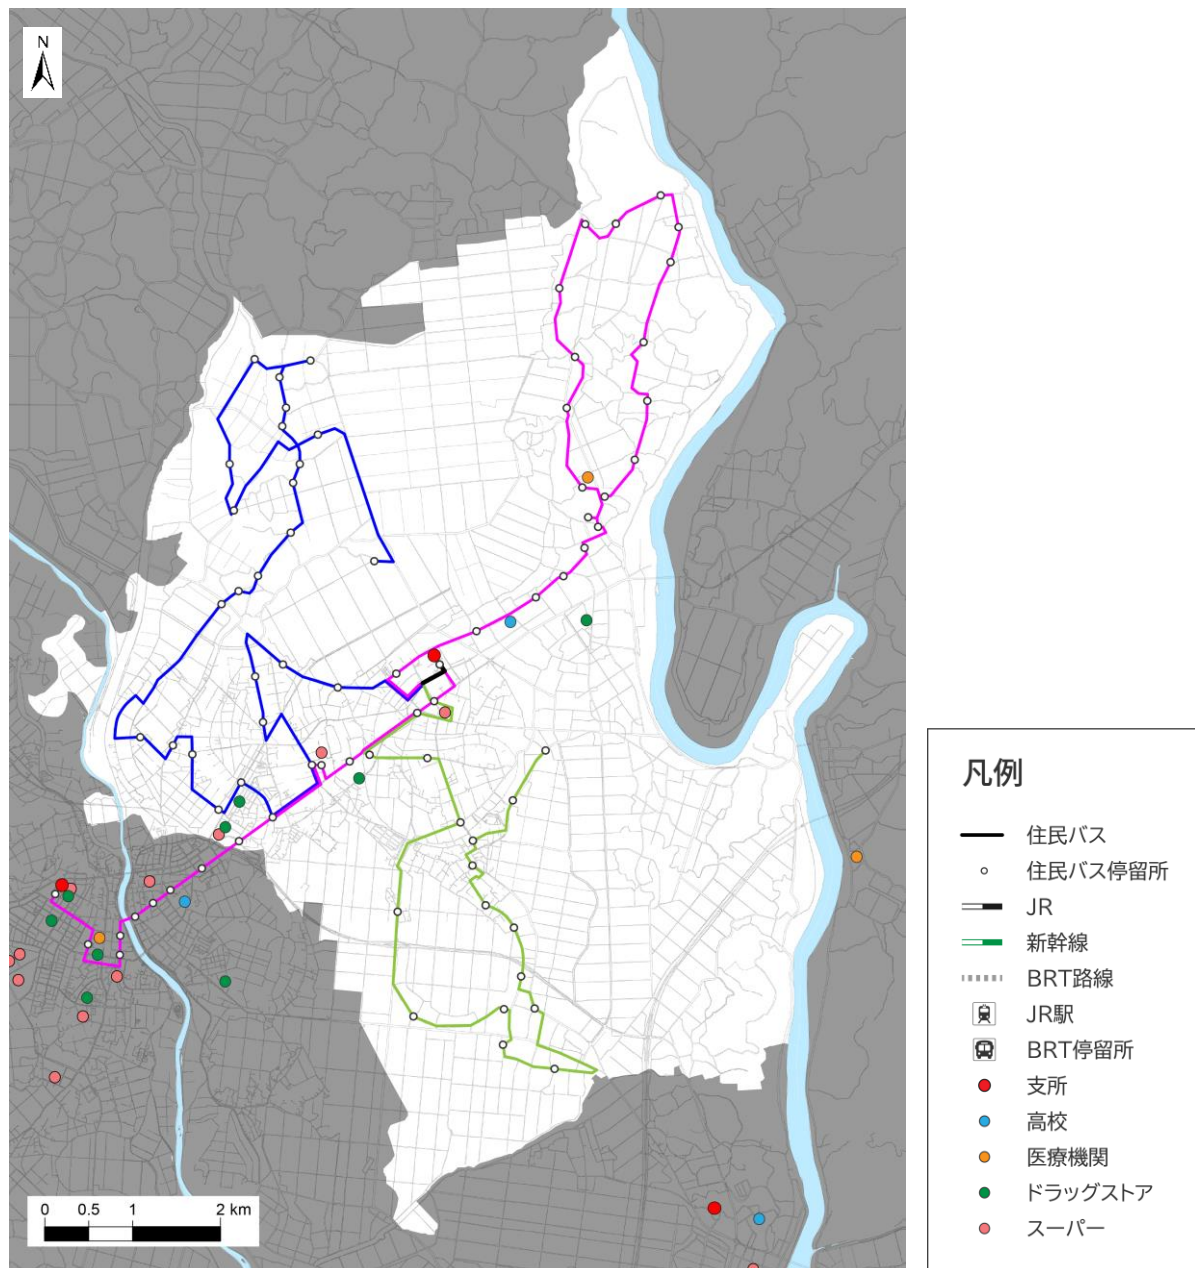 N
0 0.5 1 2 km
凡例
住民バス
住民バス停留所
JR
新幹線
BRT路線
JR駅
BRT停留所
支所
高校
医療機関
ドラッグストア
スーパー